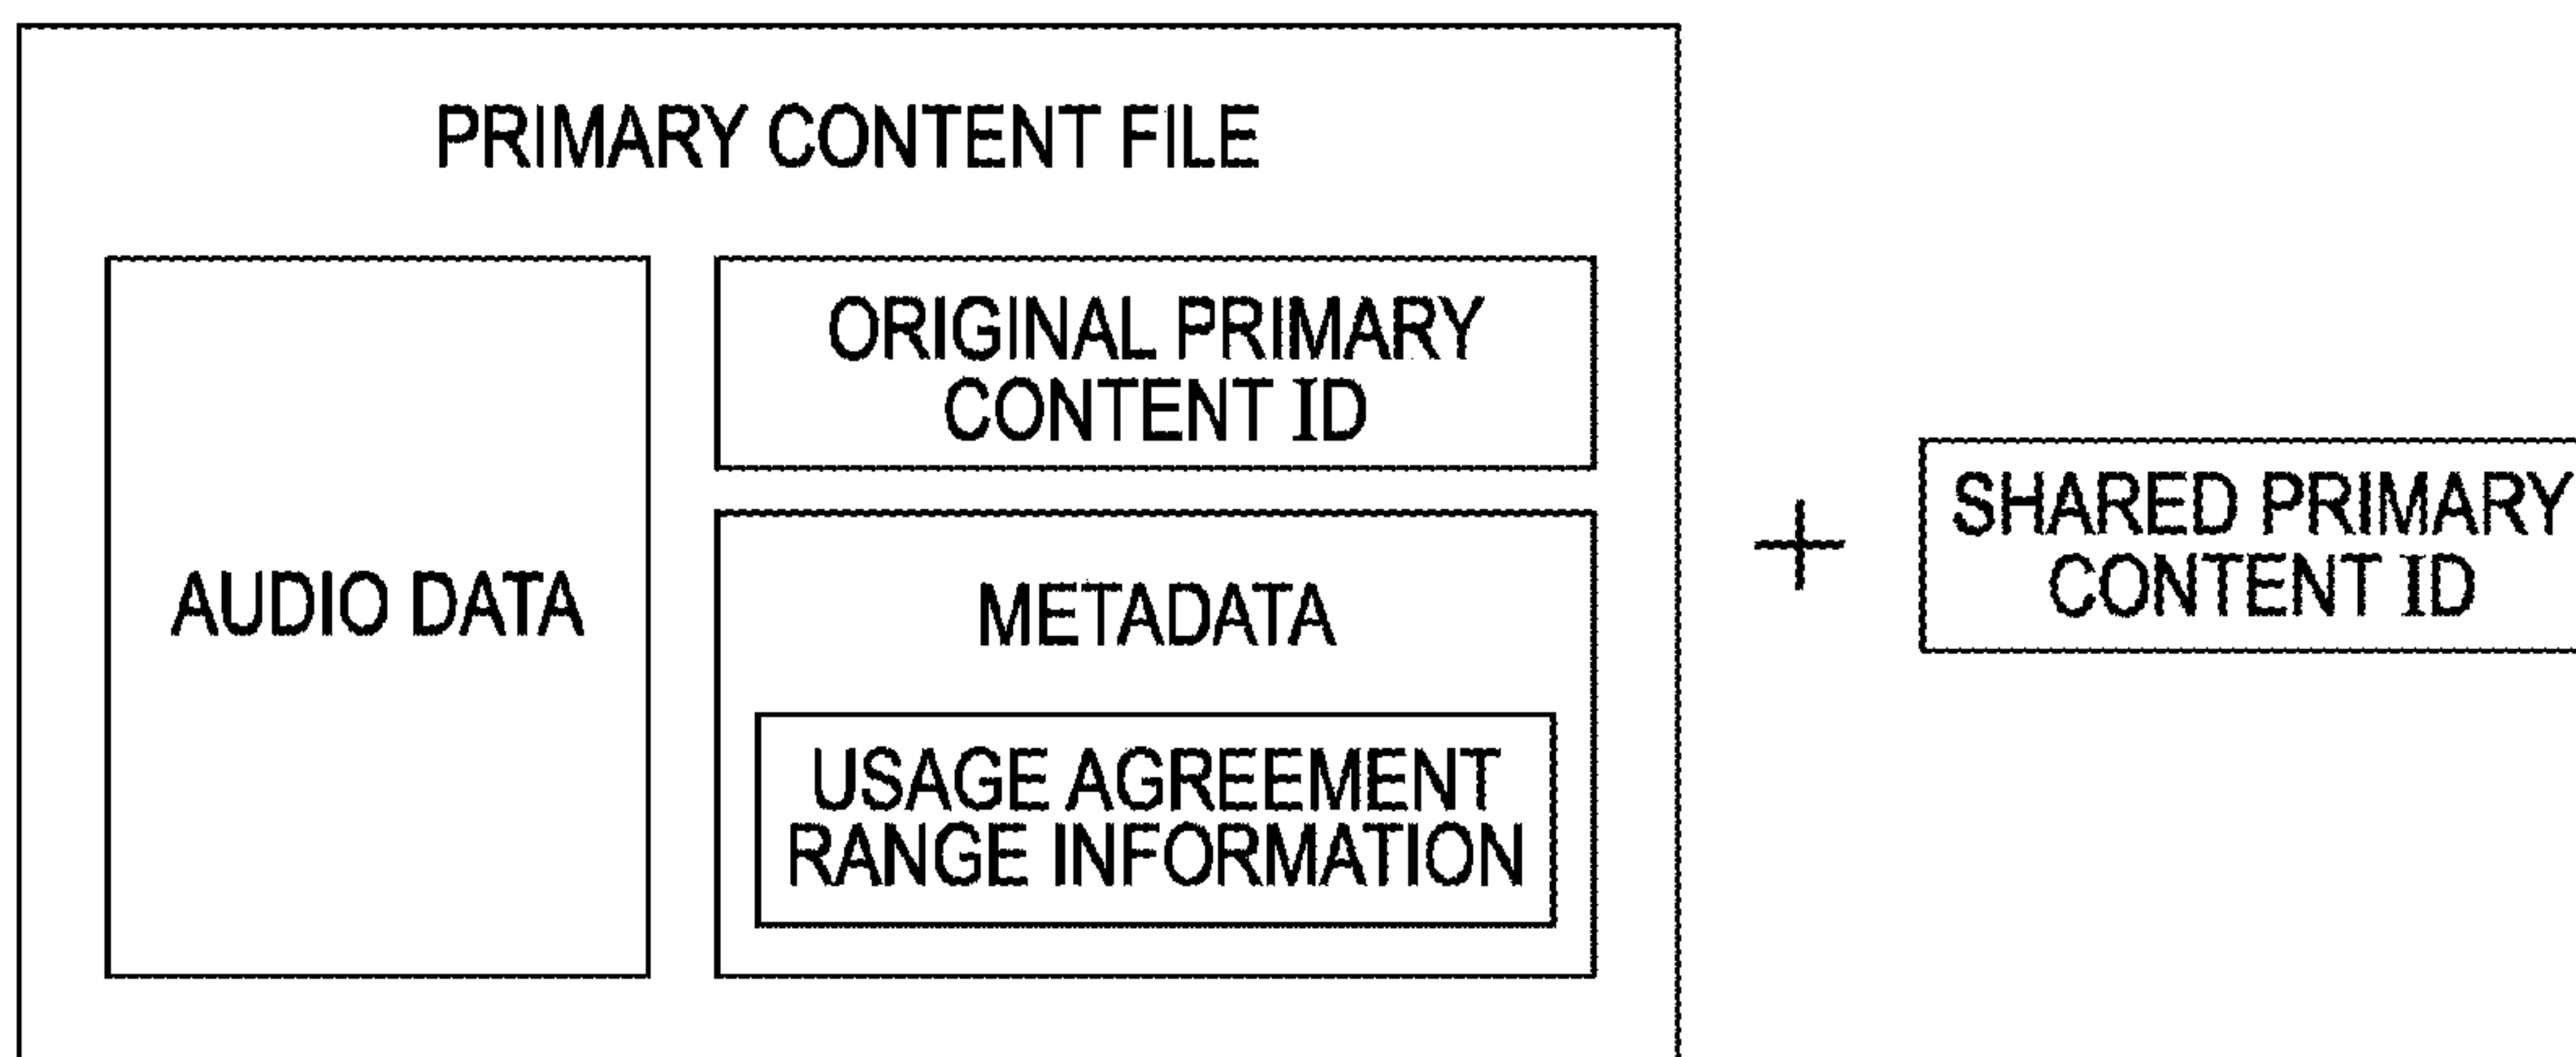 PRIMARY CONTENT FILE
AUDIO DATA
ORIGINAL PRIMARY
CONTENT ID
METADATA
USAGE AGREEMENT
RANGE INFORMATION
+
SHARED PRIMARY
CONTENT ID